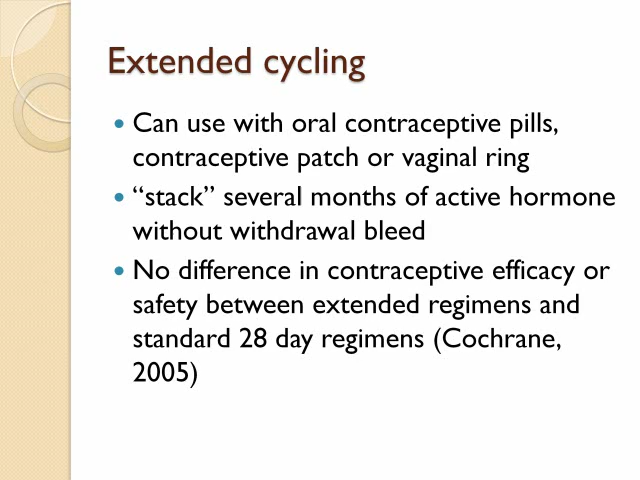 Extended cycling
• Can use with oral contraceptive pills,
contraceptive patch or vaginal ring
• “stack” several months of active hormone
without withdrawal bleed
• No difference in contraceptive efficacy or
safety between extended regimens and
standard 28 day regimens (Cochrane,
2005)